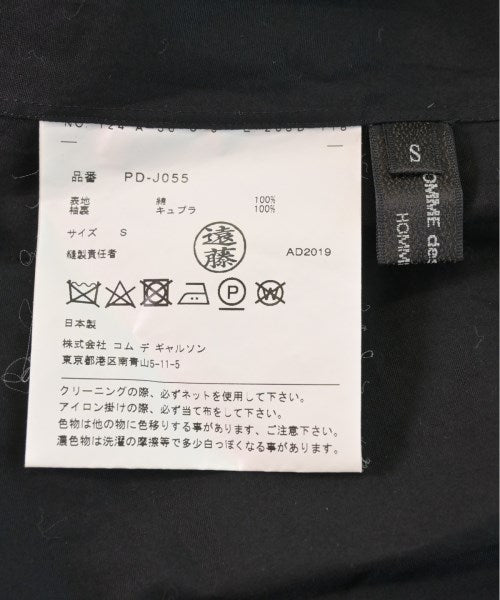 品番 PD-J055
表地 綿 100%
袖裏 キュプラ 100%
サイズ S
縫製責任者 遠藤 AD2019
P W
日本製
株式会社 コム デ ギャルソン
東京都港区南青山5-11-5
クリーニングの際、必ずネットを使用して下さい。
アイロン掛けの際、必ず当て布をして下さい。
色物は他の物に色移りする事があります、ご注意下さい。
濃色物は洗濯の摩擦等で多少白っぽくなる事があります。
S
HOMME des
HOMME